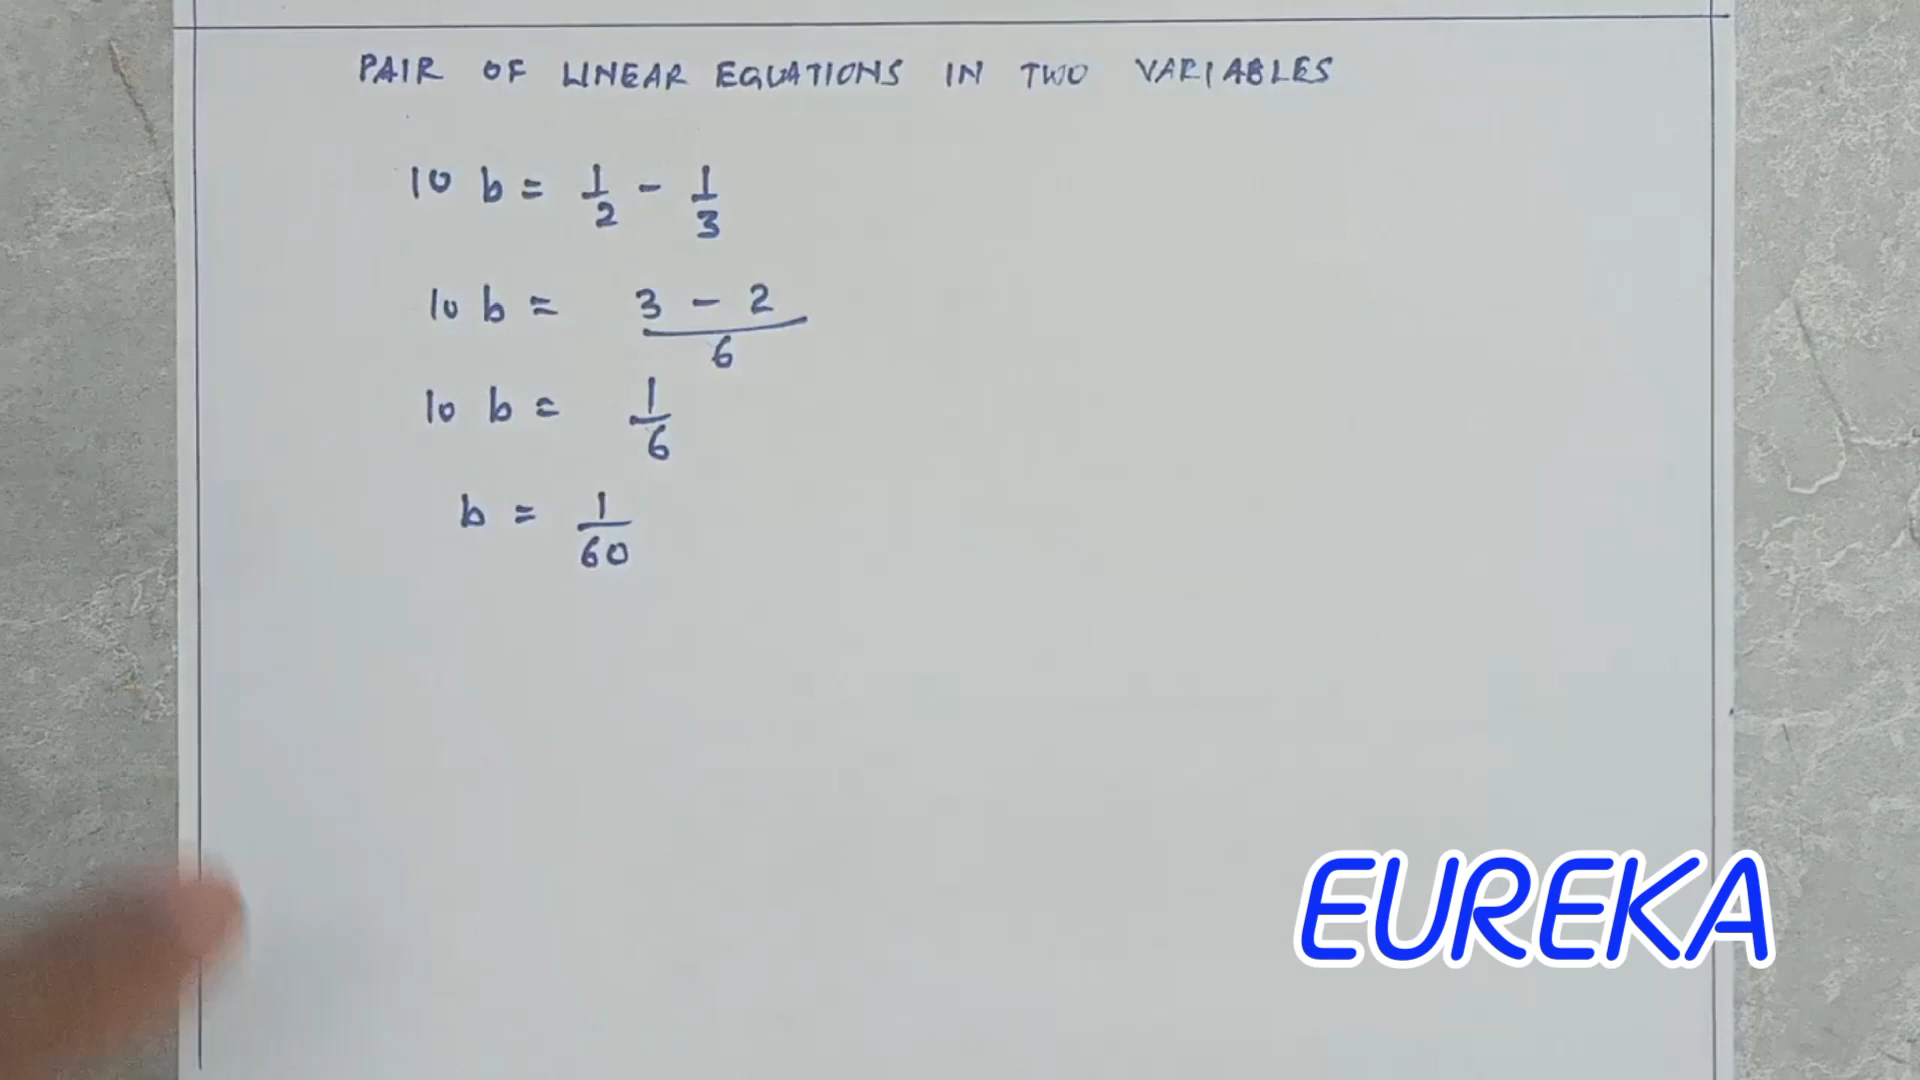 PAIR OF LINEAR EQUATIONS IN TWO VARIABLES
10 b = 1/2 - 1/3
10 b = (3 - 2)/6
10 b = 1/6
b = 1/60
EUREKA